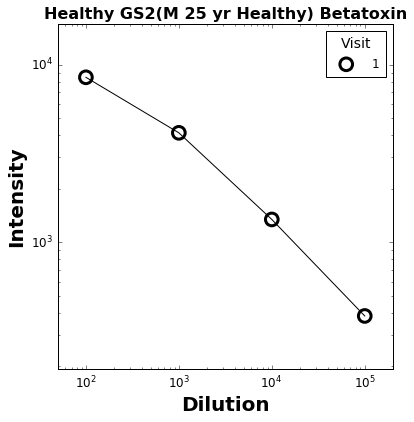 Healthy GS2(M 25 yr Healthy) Betatoxin
Visit
1
10^4
10^3
Intensity
10^2 10^3 10^4 10^5
Dilution